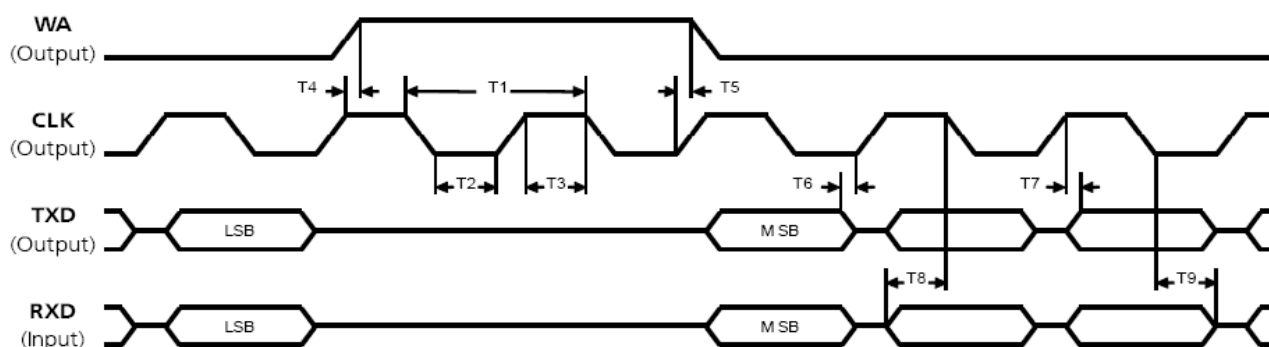 WA
(Output)
T4
T1
T5
CLK
(Output)
T2
T3
T6
T7
TXD
(Output)
LSB
MSB
T8
T9
RXD
(Input)
LSB
MSB